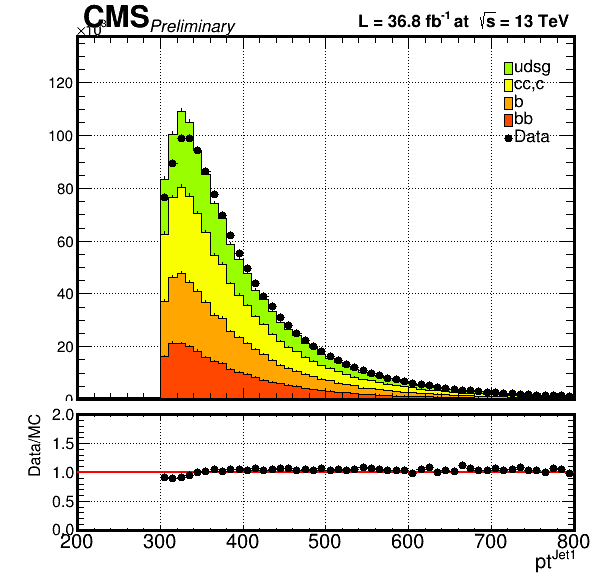 CMS Preliminary L = 36.8 fb⁻¹ at √s = 13 TeV
×10³
udsg
cc,c
b
bb
Data
120
100
80
60
40
20
0
Data/MC
2.0
1.5
1.0
0.5
0.0
200 300 400 500 600 700 800
pt^Jet1